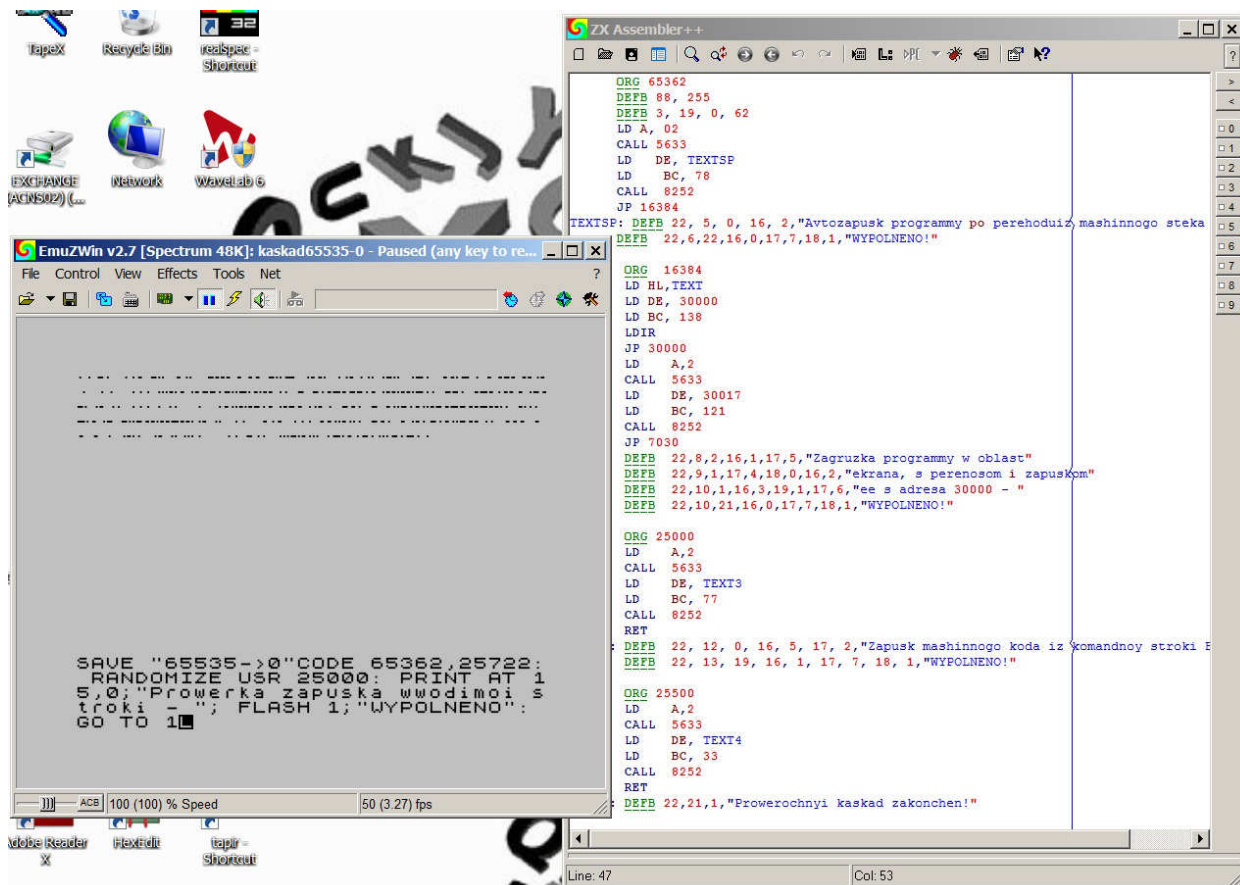 TapeX
Recycle Bin
realspec -
Shortcut
EXCHANGE
(ACNS02) (...
Network
WaveLab 6
EmuZWin v2.7 [Spectrum 48K]: kaskad65535-0 - Paused (any key to re...
File Control View Effects Tools Net ?
SAVE "65535->0"CODE 65362,25722:
RANDOMIZE USR 25000: PRINT AT 1
5,0;"Prowerka zapuska wwodimoi s
troki - "; FLASH 1;"WYPOLNENO":
GO TO 1L
ACB 100 (100) % Speed 50 (3.27) fps
Adobe Reader
X
HexEdit
tapir -
Shortcut
ZX Assembler++
ORG 65362
DEFB 88, 255
DEFB 3, 19, 0, 62
LD A, 02
CALL 5633
LD DE, TEXTSP
LD BC, 78
CALL 8252
JP 16384
TEXTSP: DEFB 22, 5, 0, 16, 2,"Avtozapusk programmy po perehoduiz mashinnogo steka
DEFB 22,6,22,16,0,17,7,18,1,"WYPOLNENO!"
ORG 16384
LD HL,TEXT
LD DE, 30000
LD BC, 138
LDIR
JP 30000
LD A,2
CALL 5633
LD DE, 30017
LD BC, 121
CALL 8252
JP 7030
DEFB 22,8,2,16,1,17,5,"Zagruzka programmy w oblast"
DEFB 22,9,1,17,4,18,0,16,2,"ekrana, s perenosom i zapuskom"
DEFB 22,10,1,16,3,19,1,17,6,"ee s adresa 30000 - "
DEFB 22,10,21,16,0,17,7,18,1,"WYPOLNENO!"
ORG 25000
LD A,2
CALL 5633
LD DE, TEXT3
LD BC, 77
CALL 8252
RET
: DEFB 22, 12, 0, 16, 5, 17, 2,"Zapusk mashinnogo koda iz komandnoy stroki
DEFB 22, 13, 19, 16, 1, 17, 7, 18, 1,"WYPOLNENO!"
ORG 25500
LD A,2
CALL 5633
LD DE, TEXT4
LD BC, 33
CALL 8252
RET
: DEFB 22,21,1,"Prowerochnyi kaskad zakonchen!"
0
1
2
3
4
5
6
7
8
9
Line: 47 Col: 53